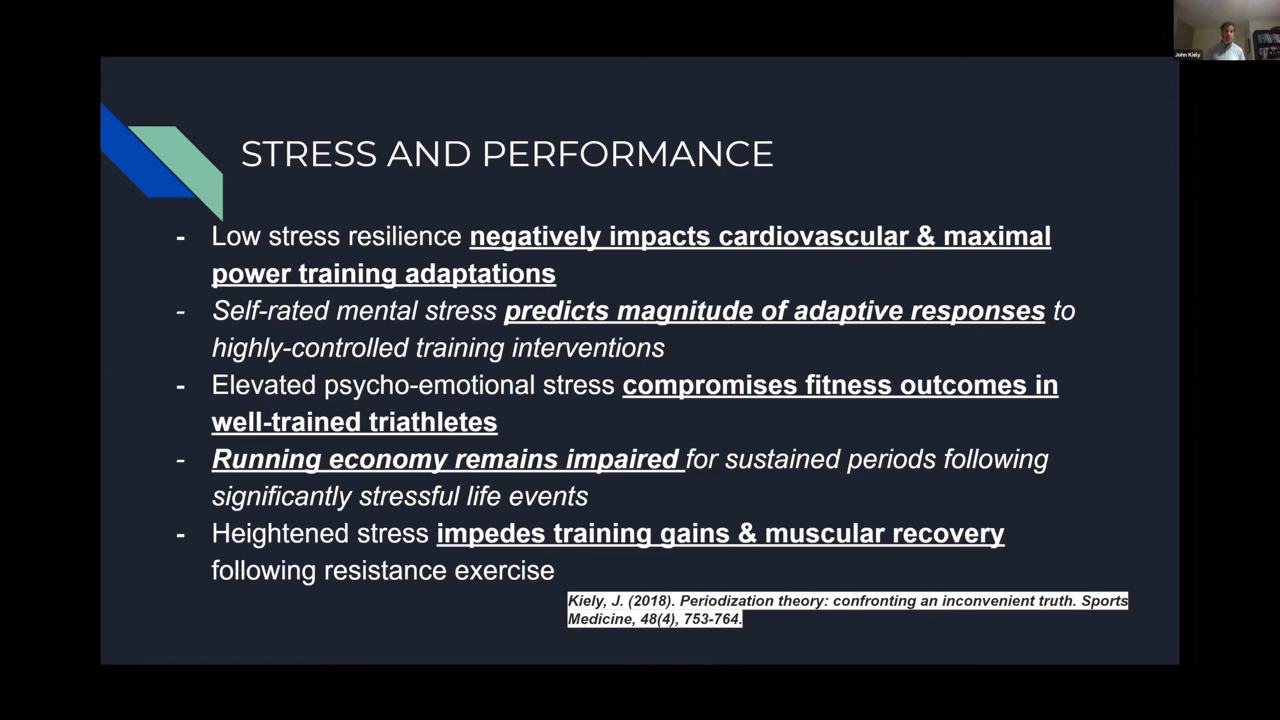 John Kiely
STRESS AND PERFORMANCE
- Low stress resilience negatively impacts cardiovascular & maximal
power training adaptations
- Self-rated mental stress predicts magnitude of adaptive responses to
highly-controlled training interventions
- Elevated psycho-emotional stress compromises fitness outcomes in
well-trained triathletes
- Running economy remains impaired for sustained periods following
significantly stressful life events
- Heightened stress impedes training gains & muscular recovery
following resistance exercise
Kiely, J. (2018). Periodization theory: confronting an inconvenient truth. Sports
Medicine, 48(4), 753-764.